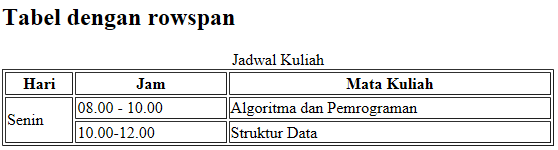 Tabel dengan rowspan
Jadwal Kuliah
Hari Jam Mata Kuliah
Senin 08.00 - 10.00 Algoritma dan Pemrograman
10.00-12.00 Struktur Data